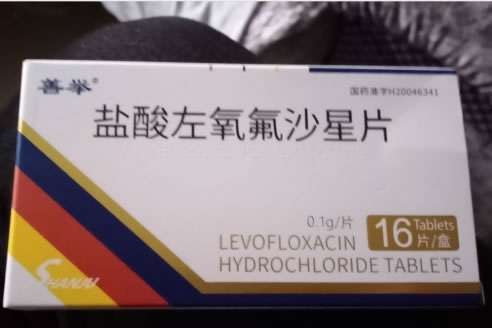 善举®
国药准字H20046341
盐酸左氧氟沙星片
0.1g/片
LEVOFLOXACIN
HYDROCHLORIDE TABLETS
16 Tablets
片/盒
SHANJU